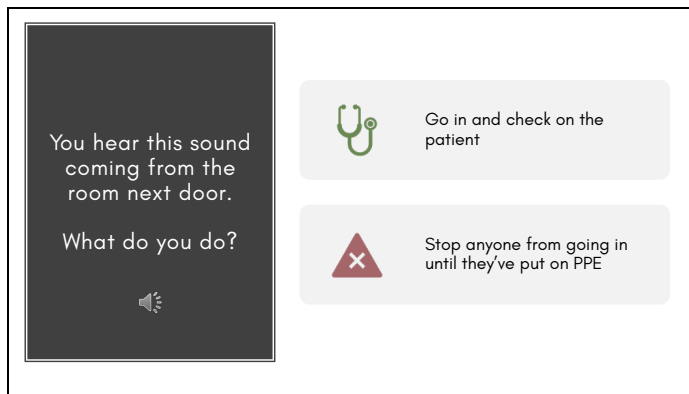 You hear this sound
coming from the
room next door.
What do you do?
Go in and check on the
patient
Stop anyone from going in
until they’ve put on PPE